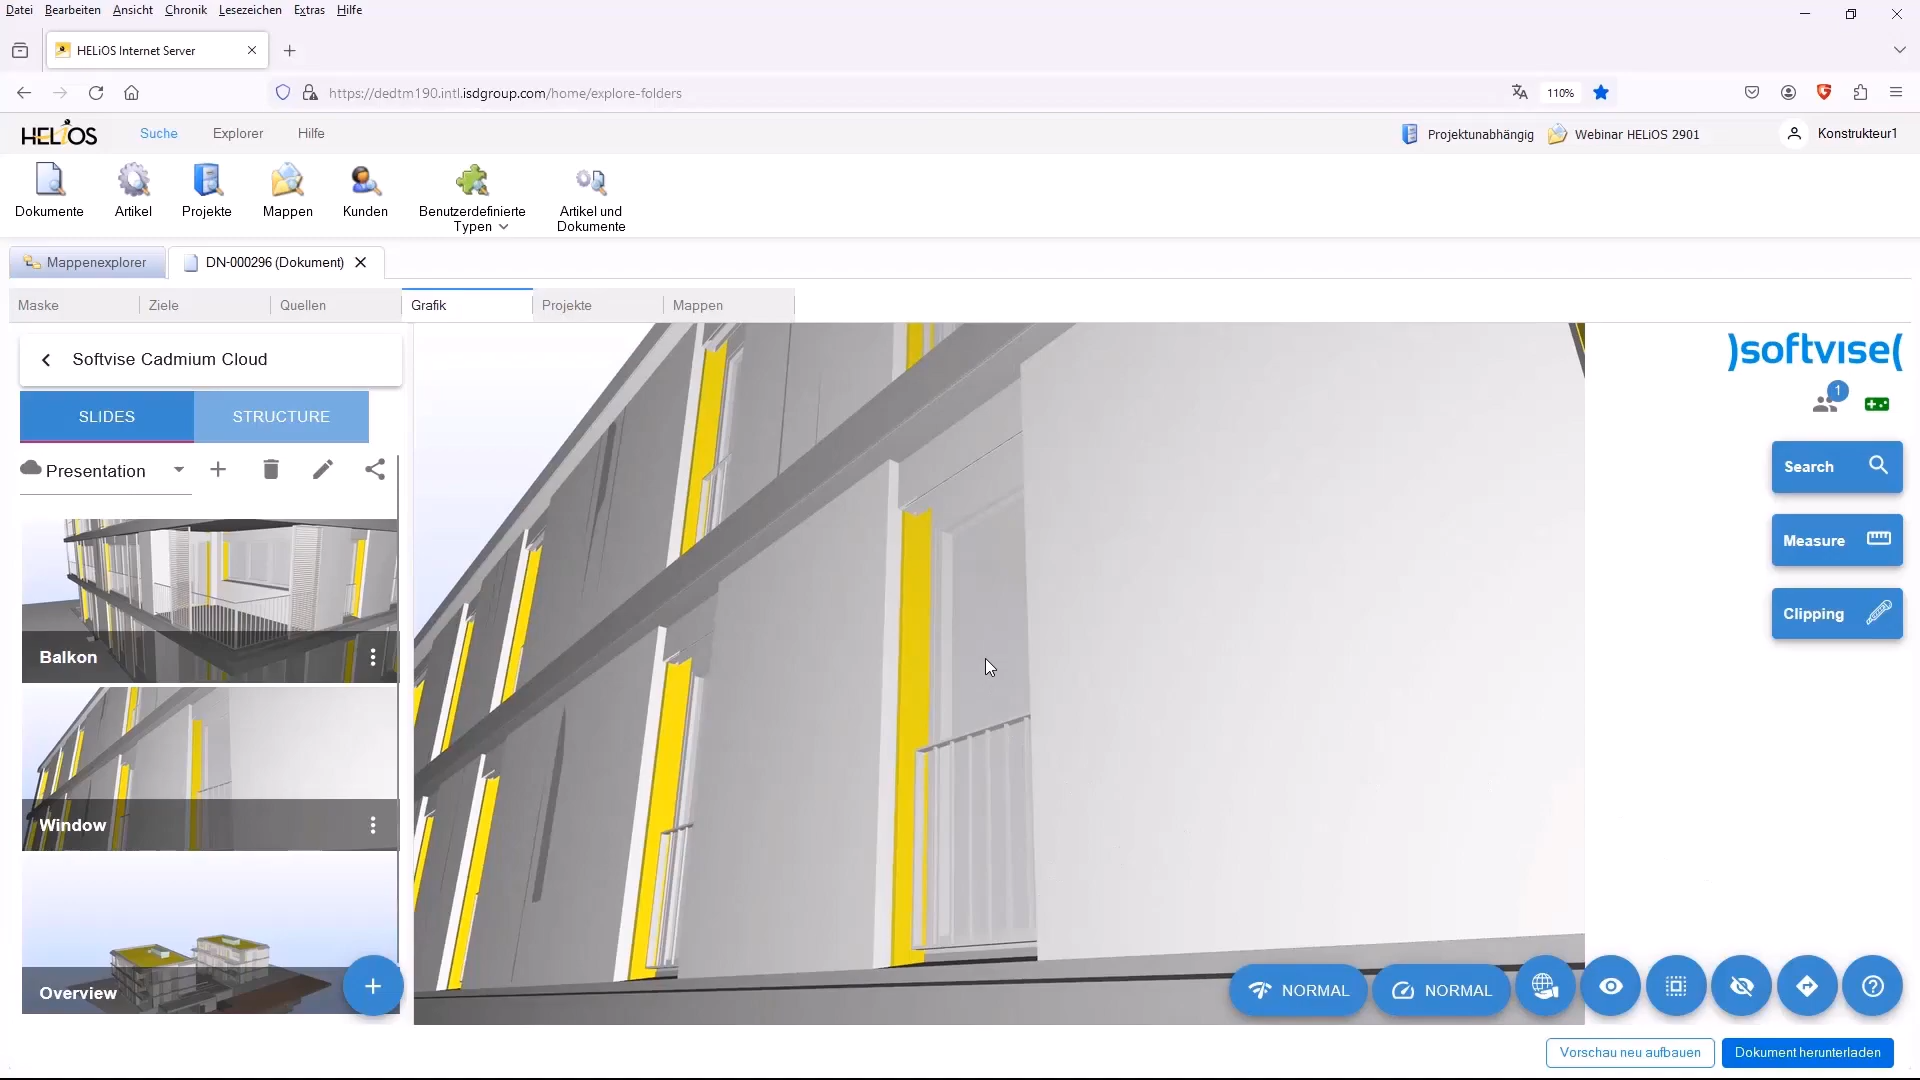 Datei Bearbeiten Ansicht Chronik Lesezeichen Extras Hilfe
HELiOS Internet Server
https://dedtm190.intl.isdgroup.com/home/explore-folders
110%
HELiOS Suche Explorer Hilfe
Projektunabhängig Webinar HELiOS 2901 Konstrukteur1
Dokumente Artikel Projekte Mappen Kunden Benutzerdefinierte Typen Artikel und Dokumente
Mappenexplorer DN-000296 (Dokument)
Maske Ziele Quellen Grafik Projekte Mappen
Softvise Cadmium Cloud
)softvise(
SLIDES STRUCTURE
1
Presentation
Search
Measure
Clipping
Balkon
Window
Overview
NORMAL NORMAL
Vorschau neu aufbauen Dokument herunterladen